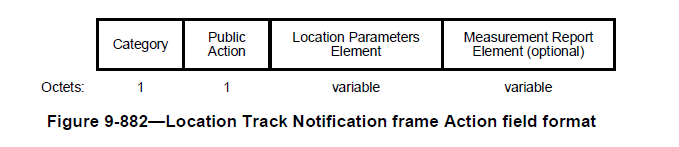 Category
Public
Action
Location Parameters
Element
Measurement Report
Element (optional)
Octets: 1 1 variable variable
Figure 9-882—Location Track Notification frame Action field format